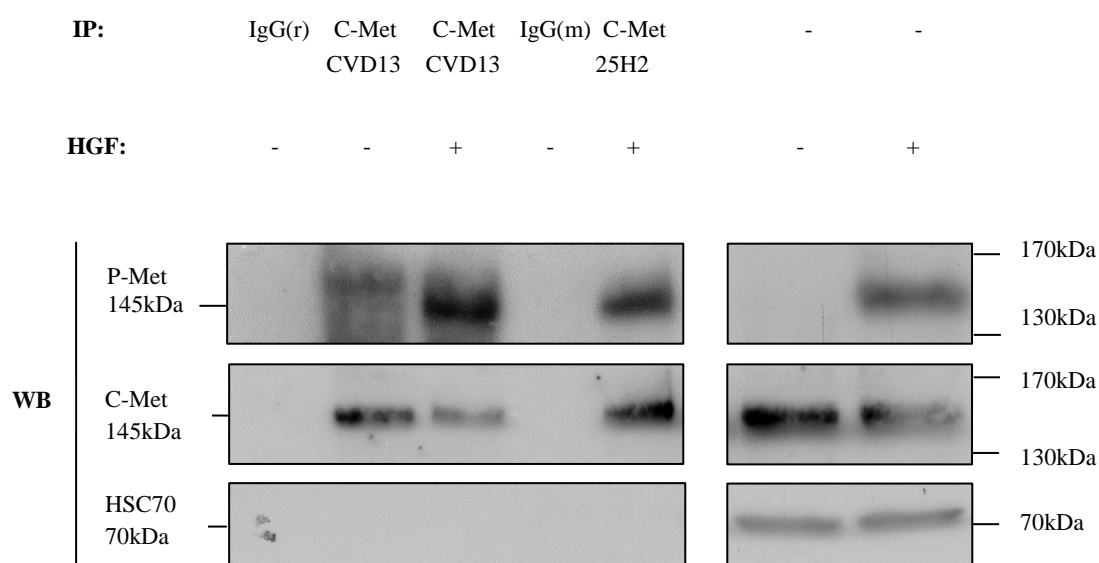 IP: IgG(r) C-Met C-Met IgG(m) C-Met - -
CVD13 CVD13 25H2
HGF: - - + - + - +
170kDa
P-Met
145kDa
130kDa
170kDa
WB
C-Met
145kDa
130kDa
HSC70
70kDa
70kDa